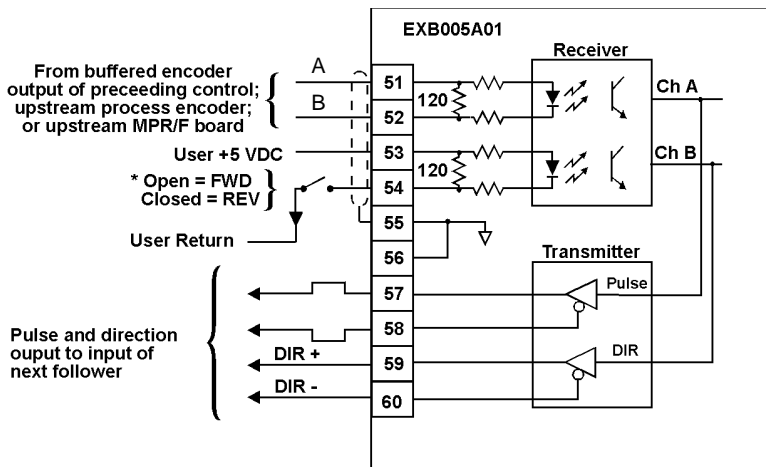 EXB005A01
Receiver
A
From buffered encoder
output of preceeding control;
upstream process encoder;
or upstream MPR/F board
B
51
120
52
Ch A
User +5 VDC
53
120
Ch B
* Open = FWD
Closed = REV
54
User Return
55
56
Transmitter
57
Pulse
58
Pulse and direction
ouput to input of
next follower
DIR +
59
DIR
DIR -
60